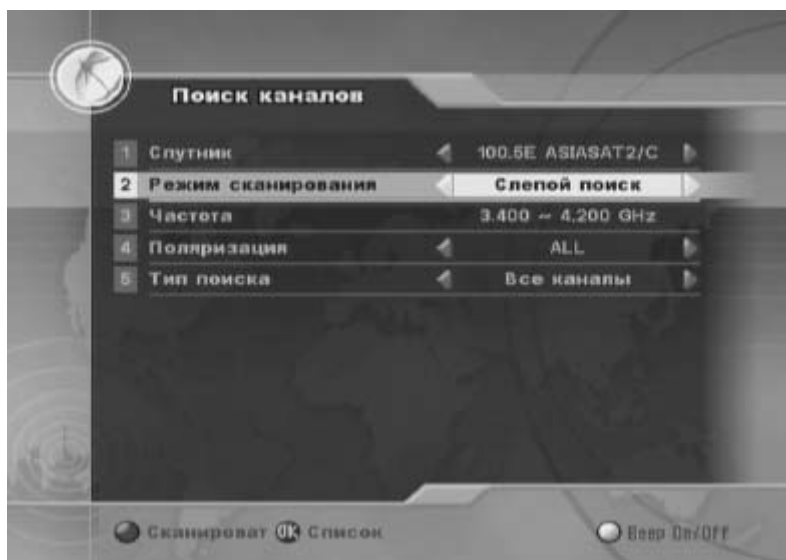 Поиск каналов
1 Спутник 100.5E ASIASAT2/C
2 Режим сканирования Слепой поиск
3 Частота 3.400 ~ 4.200 GHz
4 Поляризация ALL
5 Тип поиска Все каналы
Сканироват OK Список Beep On/Off